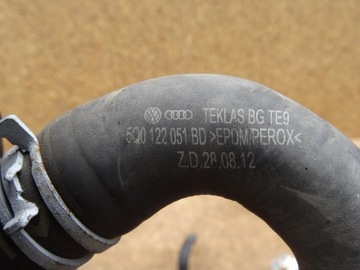 TEKLAS BG TE9
5Q0 122 051 BD >EPDM/PEROX<
Z.D.28.08.12